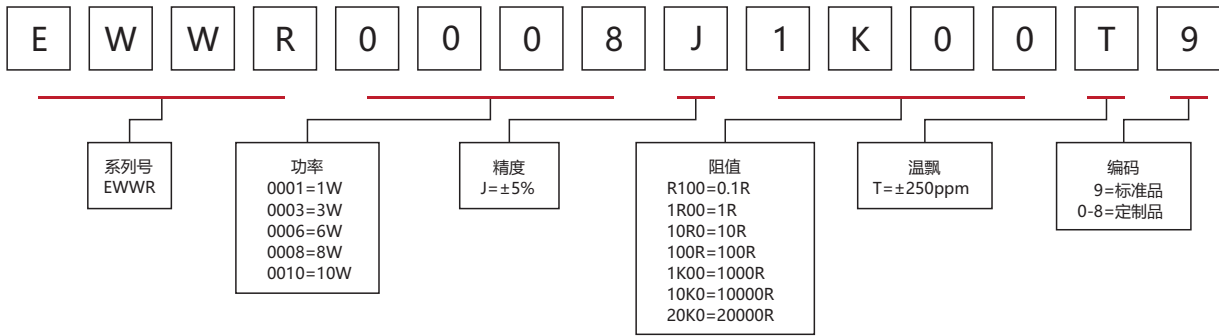 E W W R 0 0 0 8 J 1 K 0 0 T 9
系列号
EWWR
功率
0001=1W
0003=3W
0006=6W
0008=8W
0010=10W
精度
J=±5%
阻值
R100=0.1R
1R00=1R
10R0=10R
100R=100R
1K00=1000R
10K0=10000R
20K0=20000R
温飘
T=±250ppm
编码
9=标准品
0-8=定制品